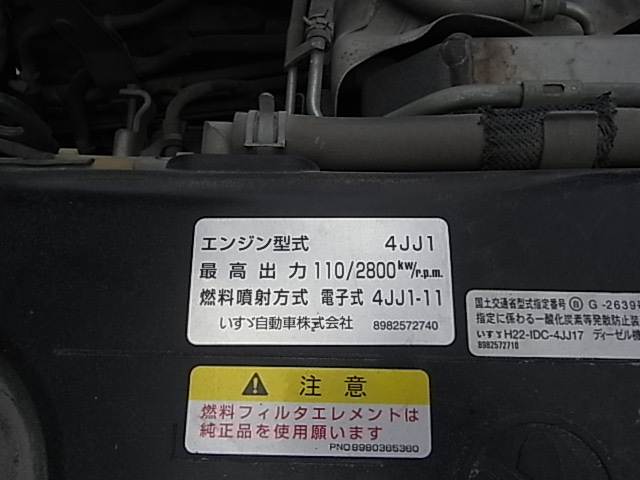 エンジン型式 4JJ1
最高出力 110/2800kW/r.p.m.
燃料噴射方式 電子式 4JJ1-11
いすゞ自動車株式会社 8982572740
国土交通省型式指定番号 G-2639
指定に係わる一酸化炭素等発散防止装
いすゞH22-IDC-4JJ17 ディーゼル機
8982572710
注意
燃料フィルタエレメントは
純正品を使用願います
PNO8980365360